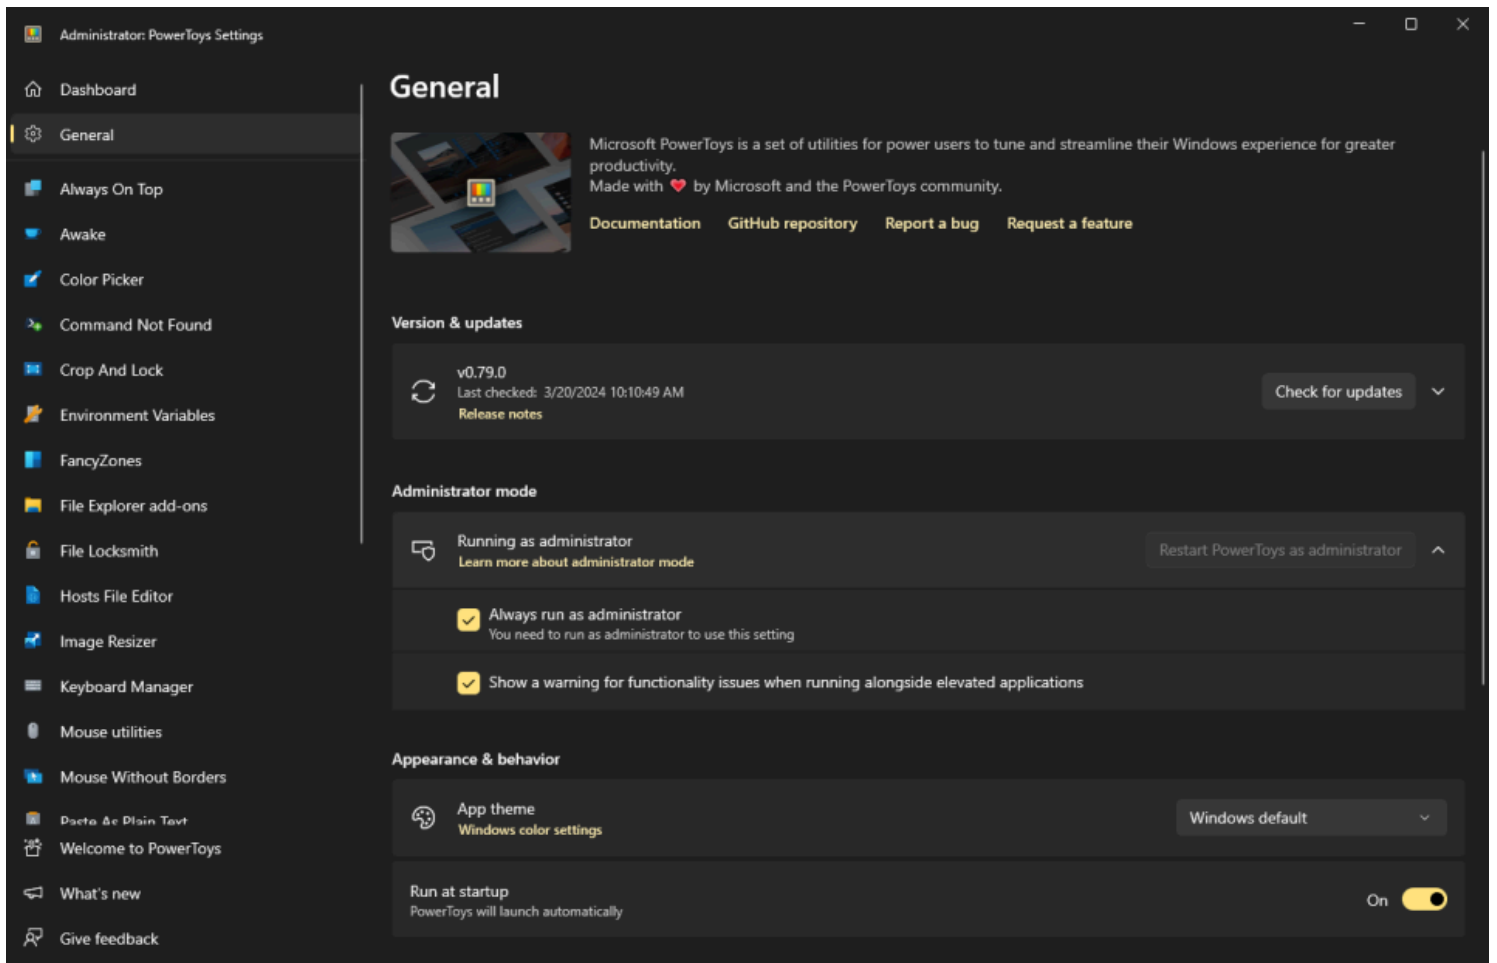 Administrator: PowerToys Settings
Dashboard
General
Always On Top
Awake
Color Picker
Command Not Found
Crop And Lock
Environment Variables
FancyZones
File Explorer add-ons
File Locksmith
Hosts File Editor
Image Resizer
Keyboard Manager
Mouse utilities
Mouse Without Borders
Paste As Plain Text
Welcome to PowerToys
What's new
Give feedback
General
Microsoft PowerToys is a set of utilities for power users to tune and streamline their Windows experience for greater
productivity.
Made with ❤ by Microsoft and the PowerToys community.
Documentation GitHub repository Report a bug Request a feature
Version & updates
v0.79.0
Last checked: 3/20/2024 10:10:49 AM
Release notes
Check for updates
Administrator mode
Running as administrator
Learn more about administrator mode
Restart PowerToys as administrator
Always run as administrator
You need to run as administrator to use this setting
Show a warning for functionality issues when running alongside elevated applications
Appearance & behavior
App theme
Windows color settings
Windows default
Run at startup
PowerToys will launch automatically
On